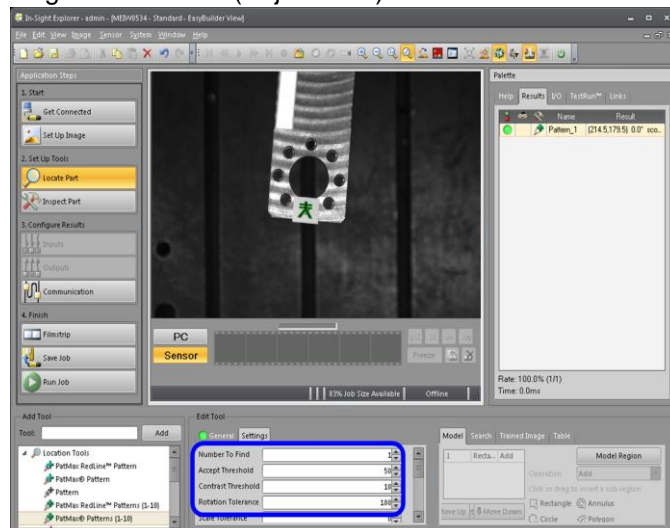 In-Sight Explorer - admin - [MEDW0534 - Standard - EasyBuilder View]
File Edit View Image Sensor System Window Help
Application Steps
1. Start
Get Connected
Set Up Image
2. Set Up Tools
Locate Part
Inspect Part
3. Configure Results
Inputs
Outputs
Communication
4. Finish
Filmstrip
Save Job
Run Job
PC
Sensor
Freeze
83% Job Size Available
Offline
Palette
Help Results I/O TestRun™ Links
Name Result
Pattern_1 (214.5,179.5) 0.0° sco...
Rate: 100.0% (1/1)
Time: 0.0ms
Add Tool
Tool: Add
Location Tools
PatMax RedLine™ Pattern
PatMax® Pattern
Pattern
PatMax RedLine™ Patterns (1-10)
PatMax® Patterns (1-10)
Edit Tool
General Settings
Number To Find 1
Accept Threshold 50
Contrast Threshold 10
Rotation Tolerance 180
Scale Tolerance 0
Model Search Trained Image Table
1 Recta... Add
Model Region
Operation Add
Click or drag to insert a sub-region
Rectangle Annulus
Circle Polygon
Move Up Move Down